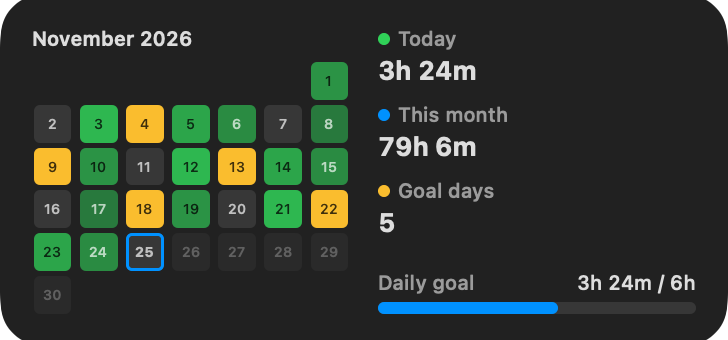 November 2026
1
2 3 4 5 6 7 8
9 10 11 12 13 14 15
16 17 18 19 20 21 22
23 24 25 26 27 28 29
30
Today
3h 24m
This month
79h 6m
Goal days
5
Daily goal 3h 24m / 6h